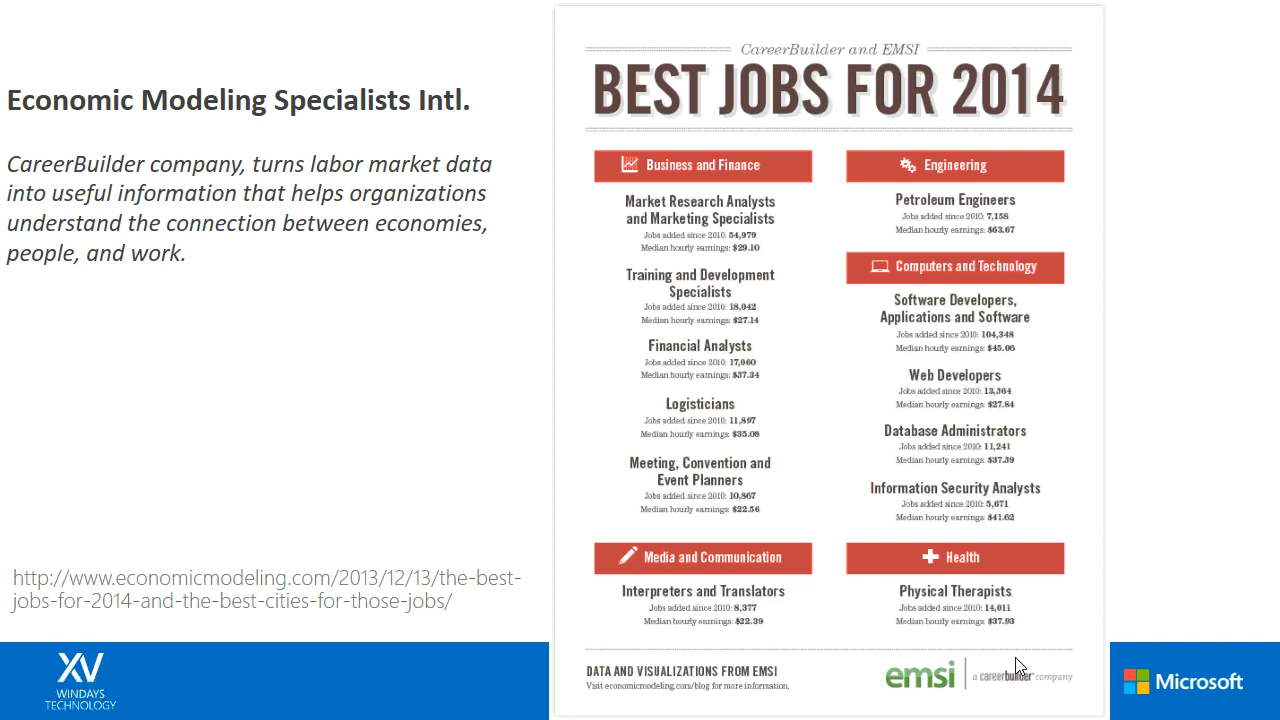 Economic Modeling Specialists Intl.
CareerBuilder company, turns labor market data
into useful information that helps organizations
understand the connection between economies,
people, and work.
http://www.economicmodeling.com/2013/12/13/the-best-
jobs-for-2014-and-the-best-cities-for-those-jobs/
XV
WINDAYS
TECHNOLOGY
CareerBuilder and EMSI
BEST JOBS FOR 2014
Business and Finance
Market Research Analysts
and Marketing Specialists
Jobs added since 2010: 54,979
Median hourly earnings: $29.10
Training and Development
Specialists
Jobs added since 2010: 18,042
Median hourly earnings: $27.14
Financial Analysts
Jobs added since 2010: 17,060
Median hourly earnings: $37.34
Logisticians
Jobs added since 2010: 11,897
Median hourly earnings: $35.08
Meeting, Convention and
Event Planners
Jobs added since 2010: 10,867
Median hourly earnings: $22.56
Media and Communication
Interpreters and Translators
Jobs added since 2010: 8,377
Median hourly earnings: $22.39
Engineering
Petroleum Engineers
Jobs added since 2010: 7,158
Median hourly earnings: $63.67
Computers and Technology
Software Developers,
Applications and Software
Jobs added since 2010: 104,348
Median hourly earnings: $45.06
Web Developers
Jobs added since 2010: 13,364
Median hourly earnings: $27.84
Database Administrators
Jobs added since 2010: 11,241
Median hourly earnings: $37.39
Information Security Analysts
Jobs added since 2010: 5,671
Median hourly earnings: $41.62
Health
Physical Therapists
Jobs added since 2010: 14,011
Median hourly earnings: $37.93
DATA AND VISUALIZATIONS FROM EMSI
Visit economicmodeling.com/blog for more information.
emsi
a careerbuilder company
Microsoft